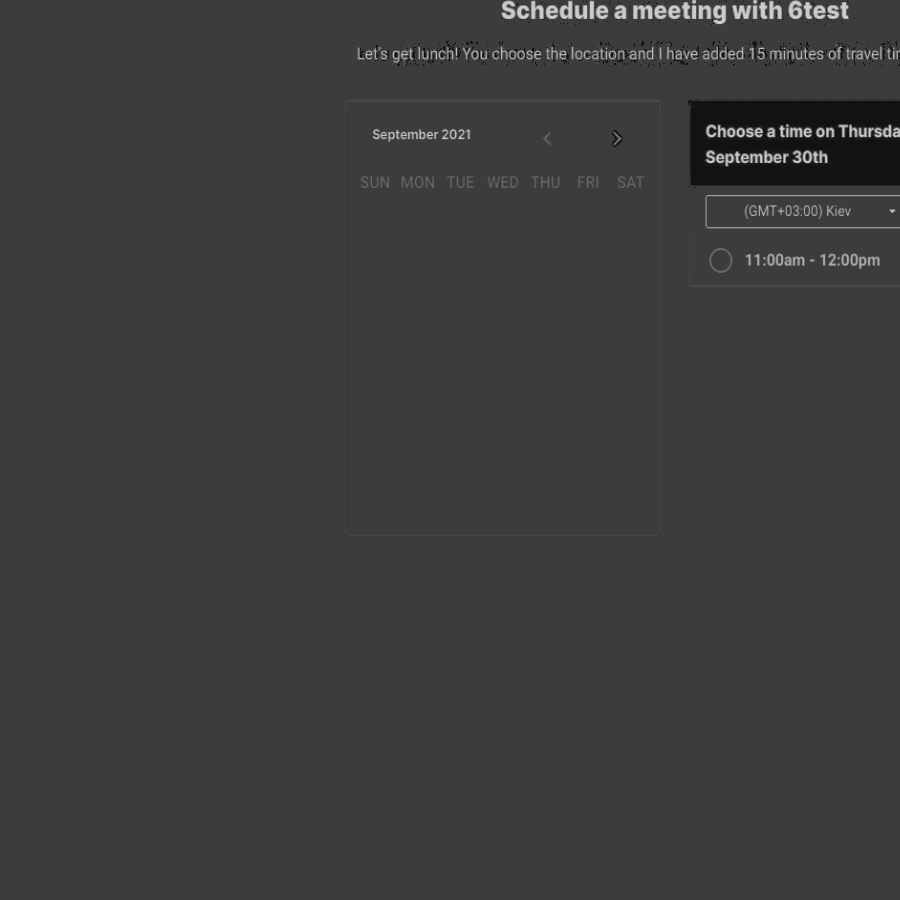 Schedule a meeting with 6test
Let's get lunch! You choose the location and I have added 15 minutes of travel
September 2021
SUN MON TUE WED THU FRI SAT
Choose a time on
September 30th
(GMT+03:00) Kiev
11:00am - 12:00pm